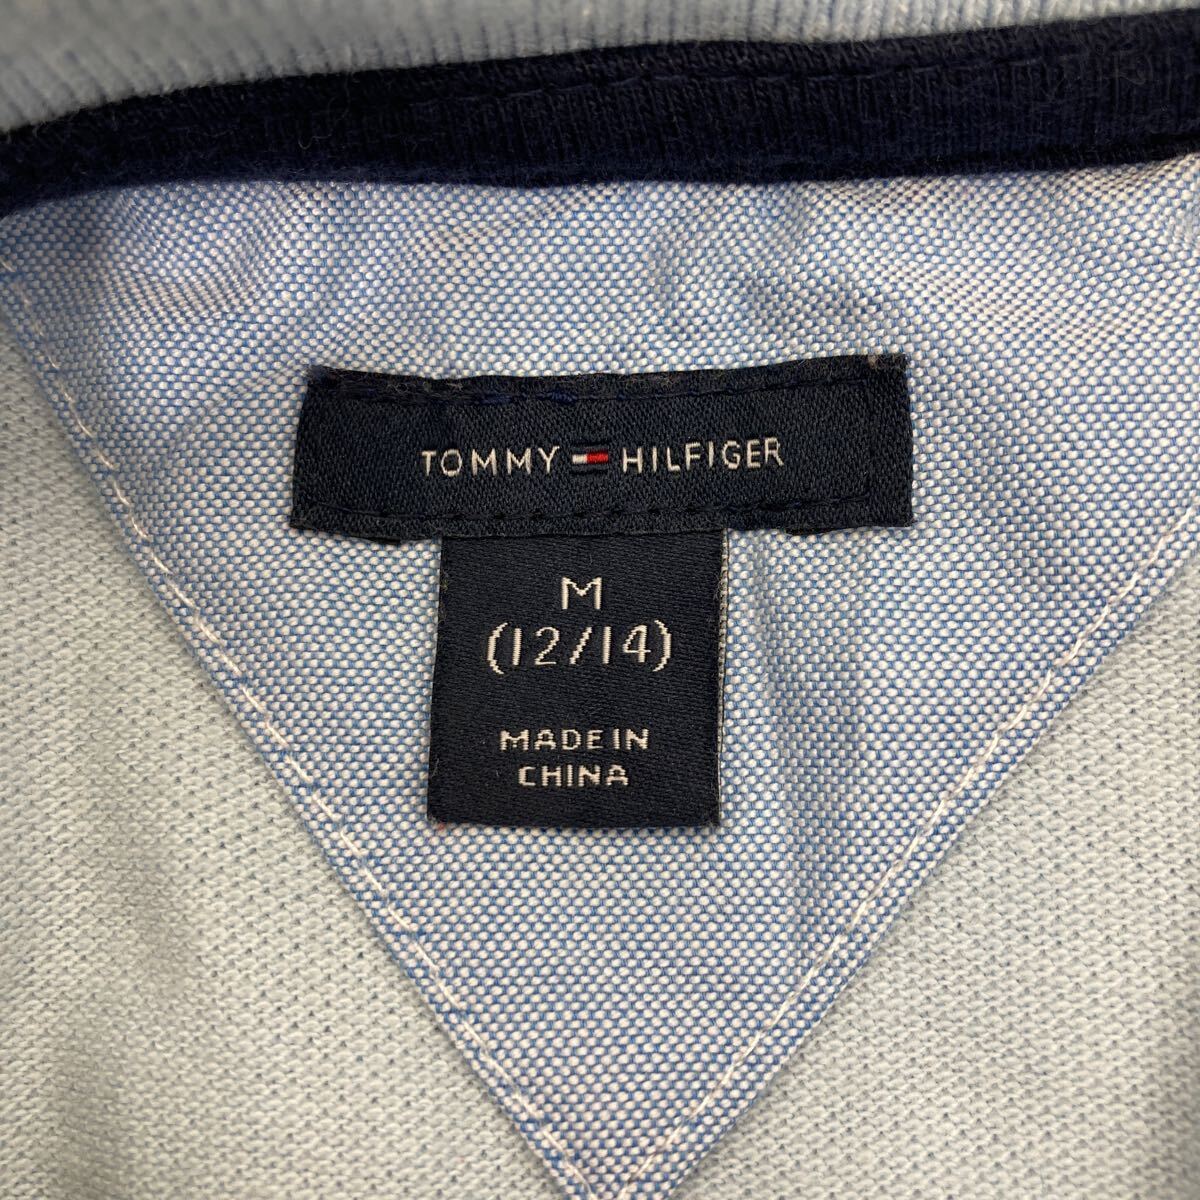 TOMMY HILFIGER
M
(12/14)
MADE IN
CHINA